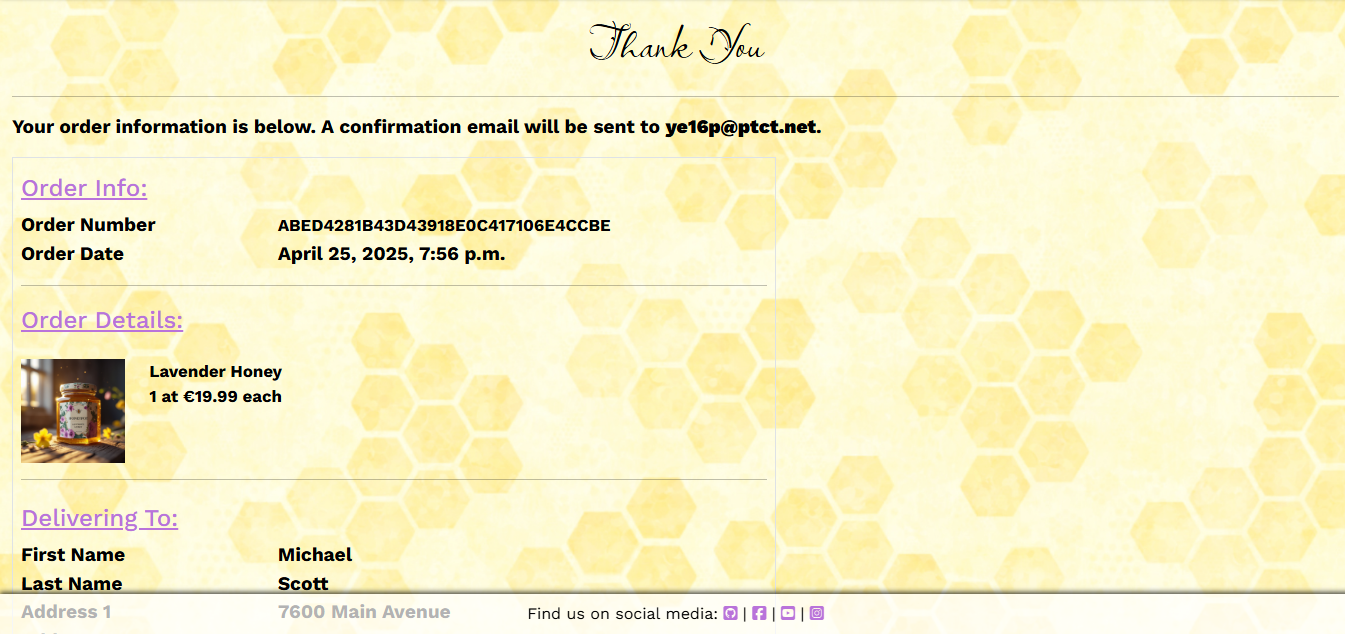 Thank You
Your order information is below. A confirmation email will be sent to ye16p@ptct.net.
Order Info:
Order Number ABED4281B43D43918E0C417106E4CCBE
Order Date April 25, 2025, 7:56 p.m.
Order Details:
Lavender Honey
1 at €19.99 each
Delivering To:
First Name Michael
Last Name Scott
Address 1 7600 Main Avenue
Find us on social media: | | |